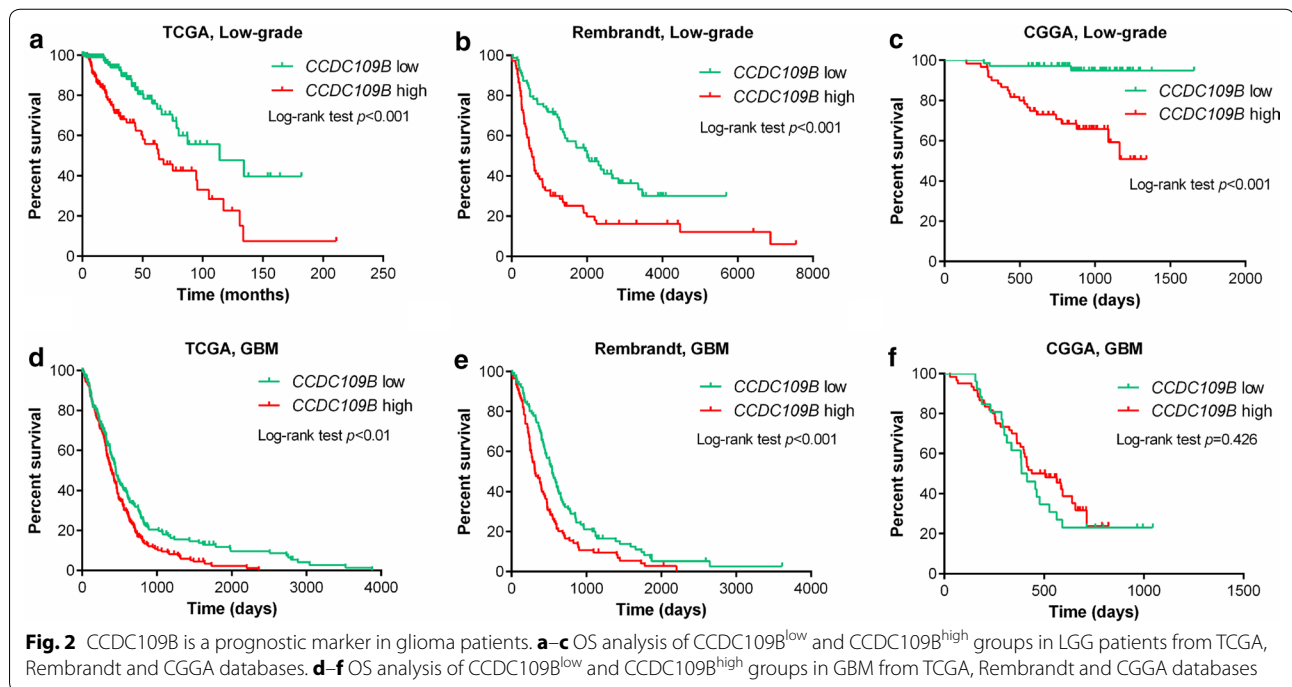 a
TCGA, Low-grade
Percent survival
100
80
60
40
20
0
0 50 100 150 200 250
Time (months)
CCDC109B low
CCDC109B high
Log-rank test p<0.001
b
Rembrandt, Low-grade
Percent survival
100
80
60
40
20
0
0 2000 4000 6000 8000
Time (days)
CCDC109B low
CCDC109B high
Log-rank test p<0.001
c
CGGA, Low-grade
Percent survival
100
80
60
40
20
0
0 500 1000 1500 2000
Time (days)
CCDC109B low
CCDC109B high
Log-rank test p<0.001
d
TCGA, GBM
Percent survival
100
80
60
40
20
0
0 1000 2000 3000 4000
Time (days)
CCDC109B low
CCDC109B high
Log-rank test p<0.01
e
Rembrandt, GBM
Percent survival
100
80
60
40
20
0
0 1000 2000 3000 4000
Time (days)
CCDC109B low
CCDC109B high
Log-rank test p<0.001
f
CGGA, GBM
Percent survival
100
80
60
40
20
0
0 500 1000 1500
Time (days)
CCDC109B low
CCDC109B high
Log-rank test p=0.426
Fig. 2 CCDC109B is a prognostic marker in glioma patients. a–c OS analysis of CCDC109Blow and CCDC109Bhigh groups in LGG patients from TCGA,
Rembrandt and CGGA databases. d–f OS analysis of CCDC109Blow and CCDC109Bhigh groups in GBM from TCGA, Rembrandt and CGGA databases